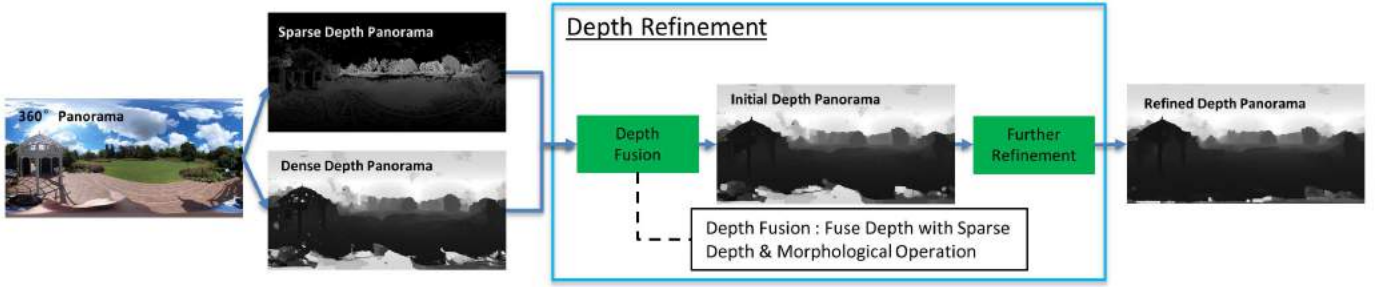 360° Panorama
Sparse Depth Panorama
Dense Depth Panorama
Depth Refinement
Depth
Fusion
Initial Depth Panorama
Further
Refinement
Depth Fusion : Fuse Depth with Sparse
Depth & Morphological Operation
Refined Depth Panorama